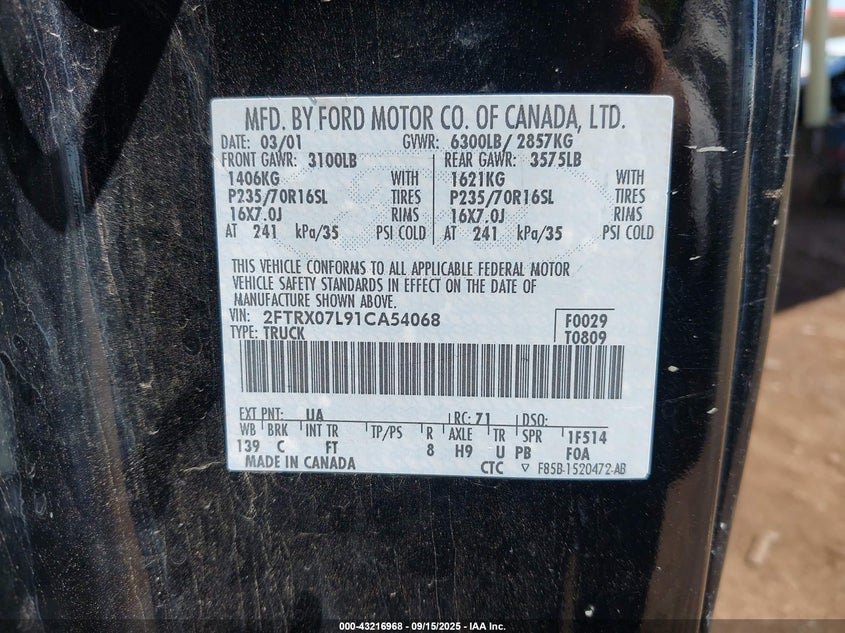 MFD. BY FORD MOTOR CO. OF CANADA, LTD.
DATE: 03/01 GVWR: 6300LB/ 2857KG
FRONT GAWR: 3100LB REAR GAWR: 3575LB
1406KG WITH 1621KG WITH
P235/70R16SL TIRES P235/70R16SL TIRES
16X7.0J RIMS 16X7.0J RIMS
AT 241 kPa/35 PSI COLD AT 241 kPa/35 PSI COLD
THIS VEHICLE CONFORMS TO ALL APPLICABLE FEDERAL MOTOR
VEHICLE SAFETY STANDARDS IN EFFECT ON THE DATE OF
MANUFACTURE SHOWN ABOVE.
VIN: 2FTRX07L91CA54068 F0029
TYPE: TRUCK T0809
EXT PNT: UA RC: 71 DSO:
WB BRK INT TR TP/PS R AXLE TR SPR 1F514
139 C FT 8 H9 U PB F0A
MADE IN CANADA CTC ▽ F85B-1520472-AB
000-43216968 - 09/15/2025 - IAA Inc.